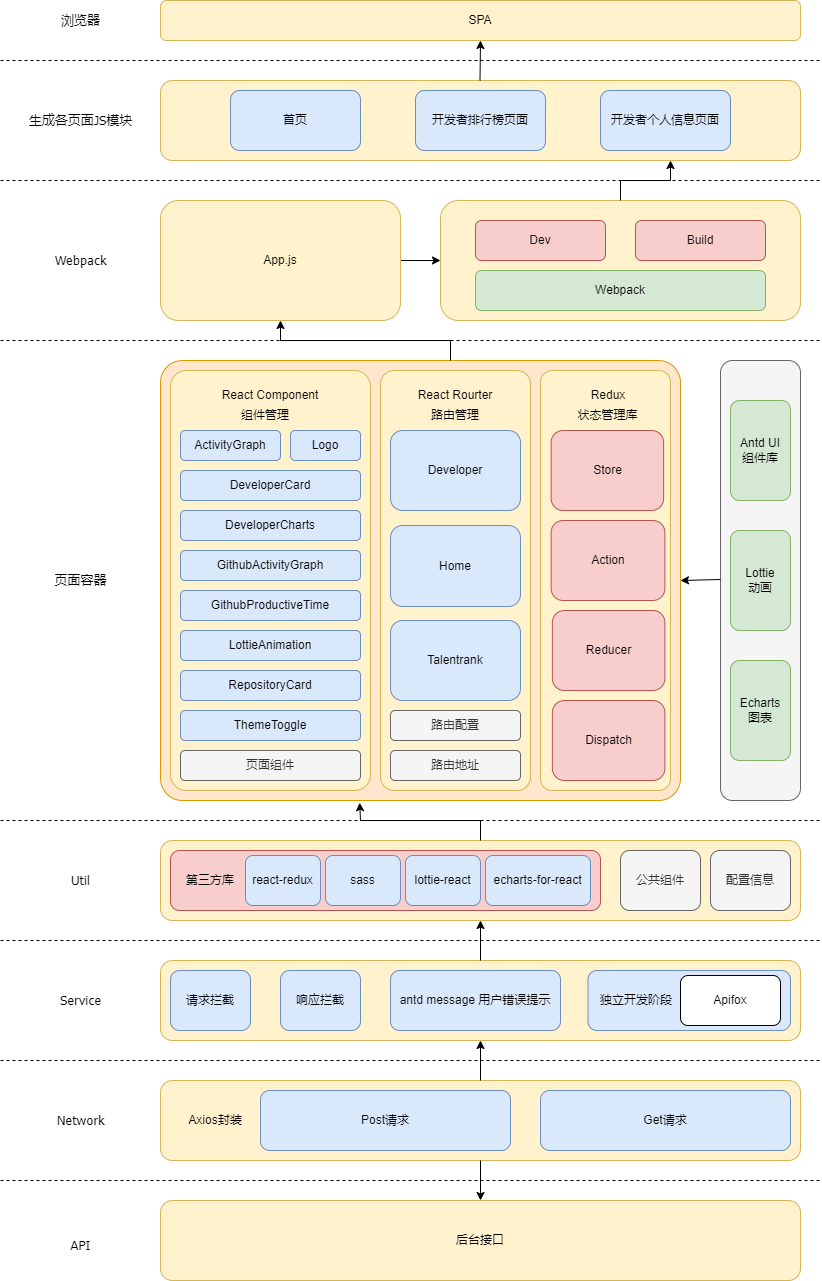 浏览器
SPA
生成各页面JS模块
首页
开发者排行榜页面
开发者个人信息页面
Webpack
App.js
Dev
Build
Webpack
页面容器
React Component
组件管理
ActivityGraph
Logo
DeveloperCard
DeveloperCharts
GithubActivityGraph
GithubProductiveTime
LottieAnimation
RepositoryCard
ThemeToggle
页面组件
React Rourter
路由管理
Developer
Home
Talentrank
路由配置
路由地址
Redux
状态管理库
Store
Action
Reducer
Dispatch
Antd UI
组件库
Lottie
动画
Echarts
图表
Util
第三方库
react-redux
sass
lottie-react
echarts-for-react
公共组件
配置信息
Service
请求拦截
响应拦截
antd message 用户错误提示
独立开发阶段
Apifox
Network
Axios封装
Post请求
Get请求
API
后台接口